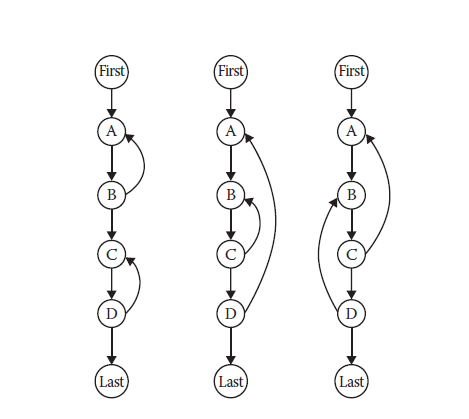 First First First
A A A
B B B
C C C
D D D
Last Last Last